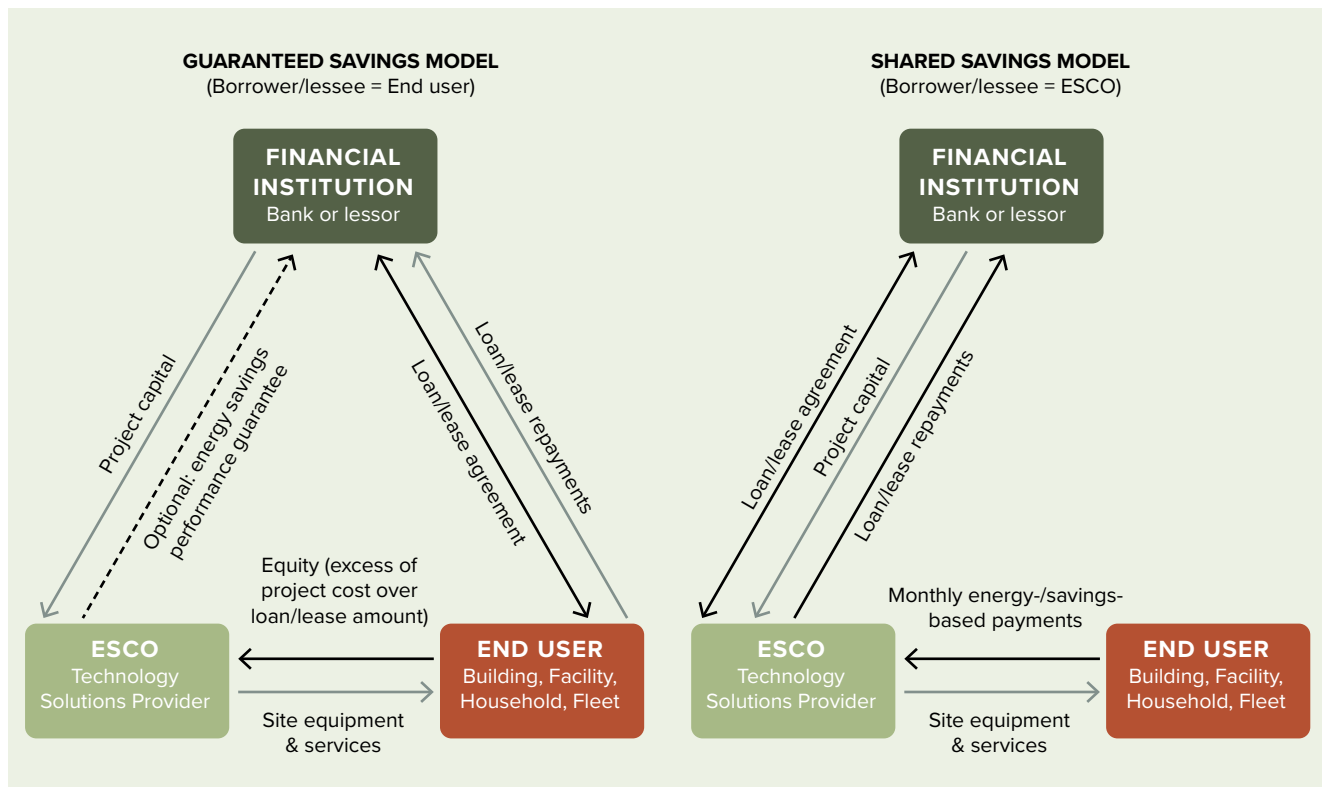 GUARANTEED SAVINGS MODEL
(Borrower/lessee = End user)
FINANCIAL
INSTITUTION
Bank or lessor
Project capital
Optional: energy savings
performance guarantee
Loan/lease agreement
Loan/lease repayments
Equity (excess of
project cost over
loan/lease amount)
ESCO
Technology
Solutions Provider
END USER
Building, Facility,
Household, Fleet
Site equipment
& services
SHARED SAVINGS MODEL
(Borrower/lessee = ESCO)
FINANCIAL
INSTITUTION
Bank or lessor
Loan/lease agreement
Project capital
Loan/lease repayments
Monthly energy-/savings-
based payments
ESCO
Technology
Solutions Provider
END USER
Building, Facility,
Household, Fleet
Site equipment
& services